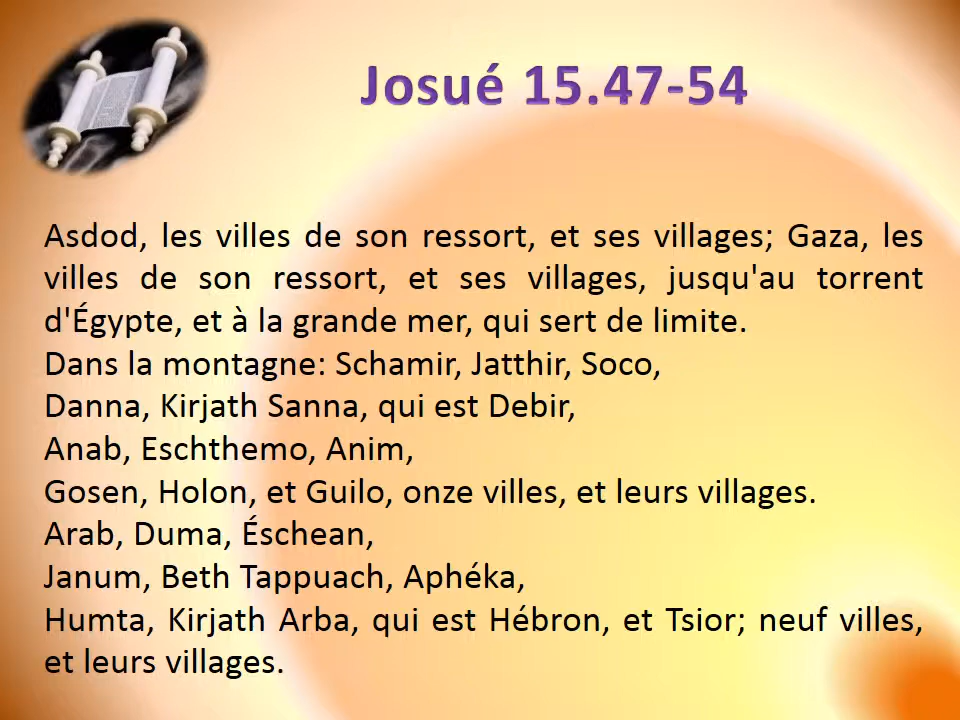 Josué 15.47-54
Asdod, les villes de son ressort, et ses villages; Gaza, les
villes de son ressort, et ses villages, jusqu'au torrent
d'Égypte, et à la grande mer, qui sert de limite.
Dans la montagne: Schamir, Jatthir, Soco,
Danna, Kirjath Sanna, qui est Debir,
Anab, Eschthemo, Anim,
Gosen, Holon, et Guilo, onze villes, et leurs villages.
Arab, Duma, Éschean,
Janum, Beth Tappuach, Aphéka,
Humta, Kirjath Arba, qui est Hébron, et Tsior; neuf villes,
et leurs villages.